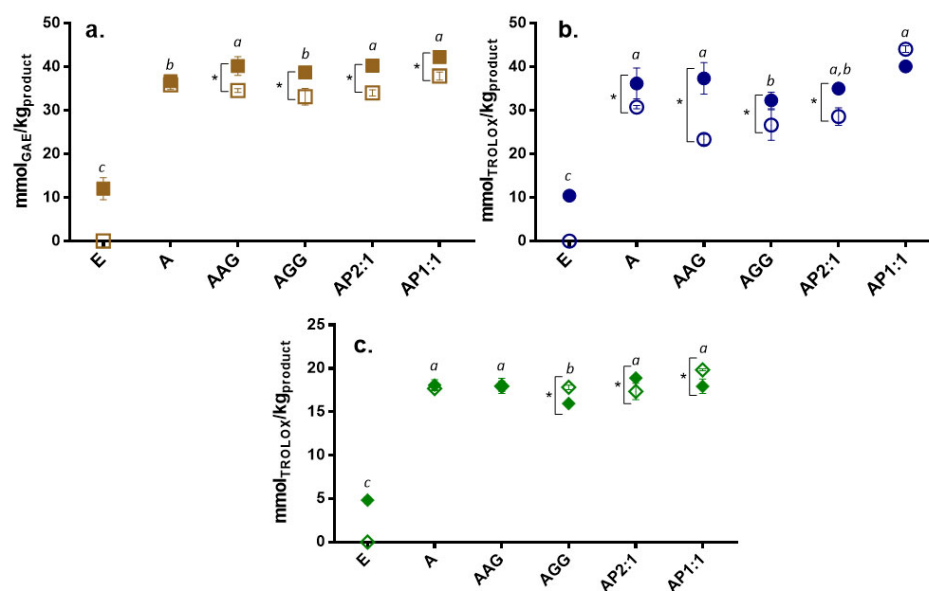 a.
mmolGAE/kgproduct
50
40
30
20
10
0
c
b
a
b
a
a
*
*
*
*
E
A
AAG
AGG
AP2:1
AP1:1
b.
mmolTROLOX/kgproduct
50
40
30
20
10
0
c
a
a
b
a,b
a
*
*
*
*
E
A
AAG
AGG
AP2:1
AP1:1
c.
mmolTROLOX/kgproduct
25
20
15
10
5
0
c
a
a
b
a
a
*
*
*
E
A
AAG
AGG
AP2:1
AP1:1